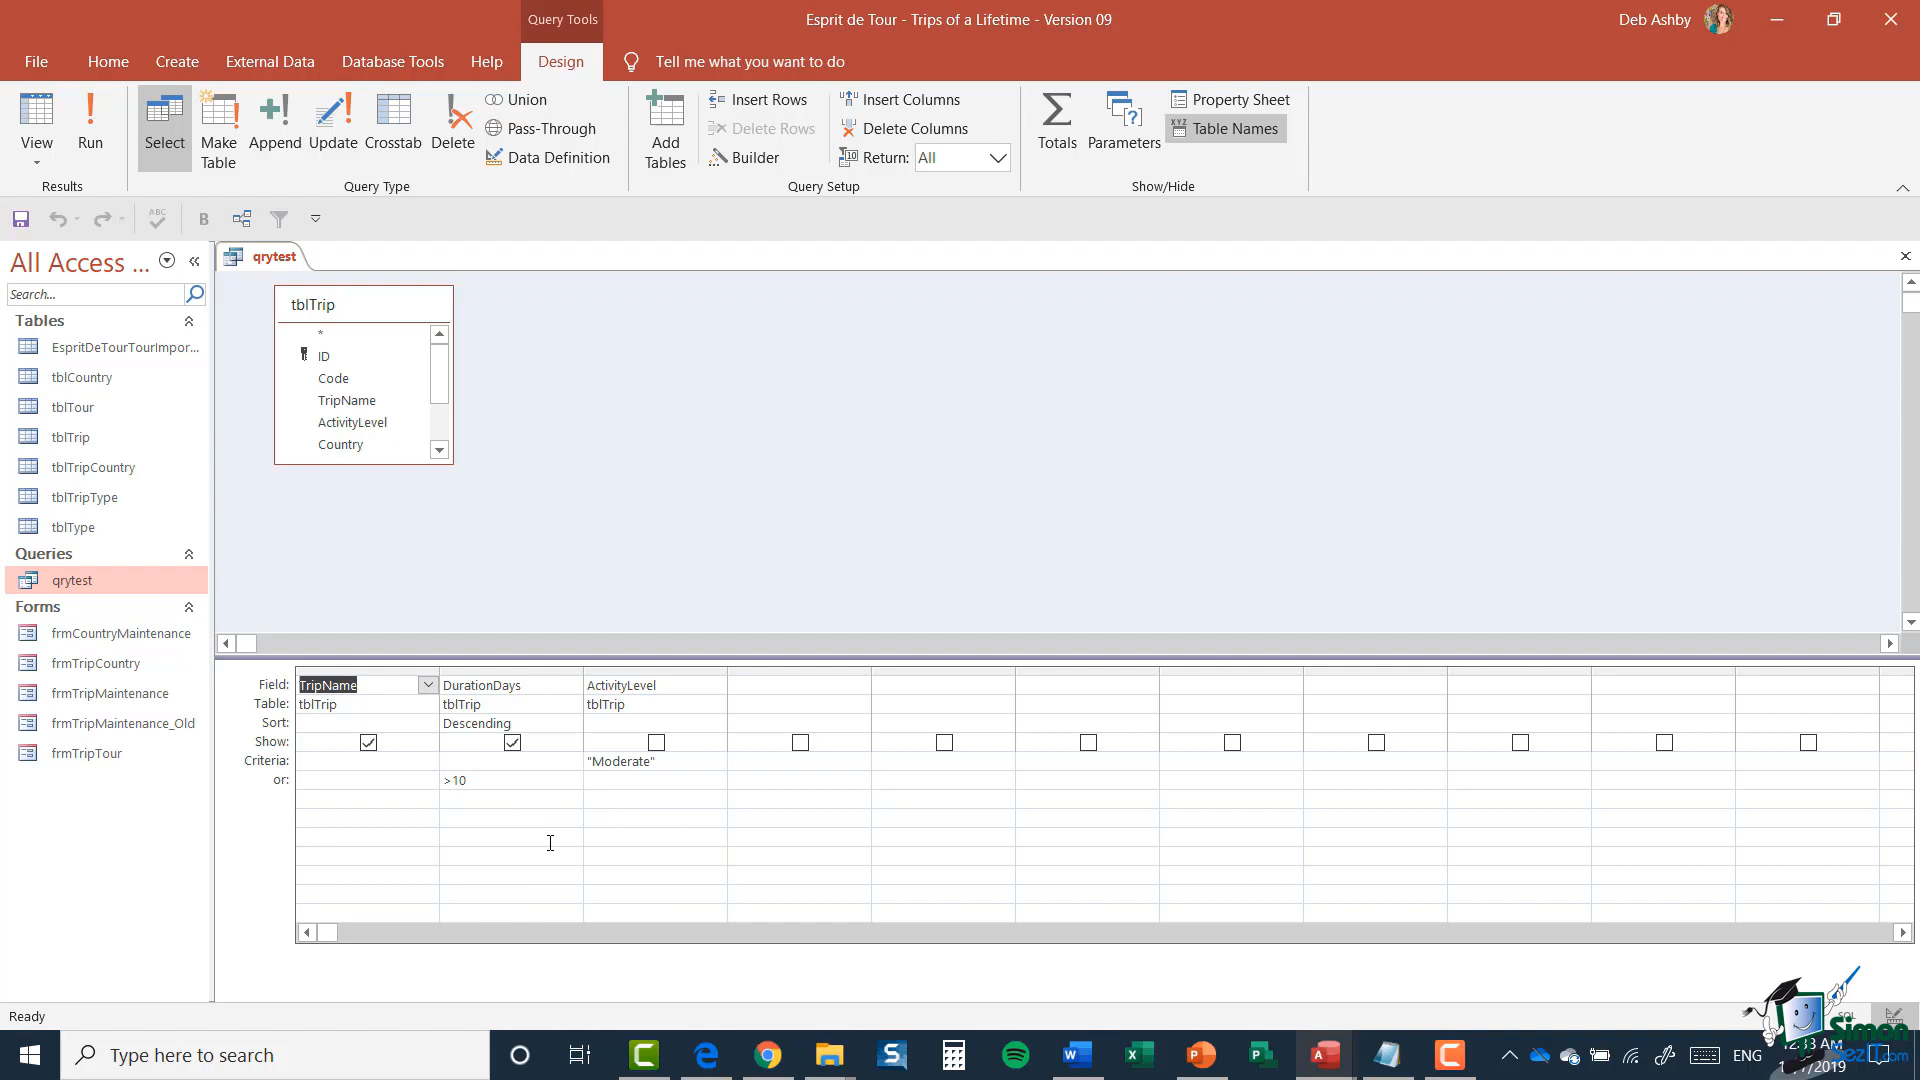 Query Tools
Esprit de Tour - Trips of a Lifetime - Version 09
Deb Ashby
File
Home
Create
External Data
Database Tools
Help
Design
Tell me what you want to do
View
Run
Results
Select
Make
Table
Append
Update
Crosstab
Delete
Union
Pass-Through
Data Definition
Query Type
Add
Tables
Insert Rows
Delete Rows
Builder
Insert Columns
Delete Columns
Return: All
Query Setup
Totals
Parameters
Property Sheet
Table Names
Show/Hide
ABC
B
All Access ...
Search...
Tables
EspritDeTourTourImpor...
tblCountry
tblTour
tblTrip
tblTripCountry
tblTripType
tblType
Queries
qrytest
Forms
frmCountryMaintenance
frmTripCountry
frmTripMaintenance
frmTripMaintenance_Old
frmTripTour
qrytest
tblTrip
*
ID
Code
TripName
ActivityLevel
Country
Field: TripName DurationDays ActivityLevel
Table: tblTrip tblTrip tblTrip
Sort: Descending
Show:
Criteria: "Moderate"
or: >10
Ready
Simon
SezIT.com
Type here to search
ENG